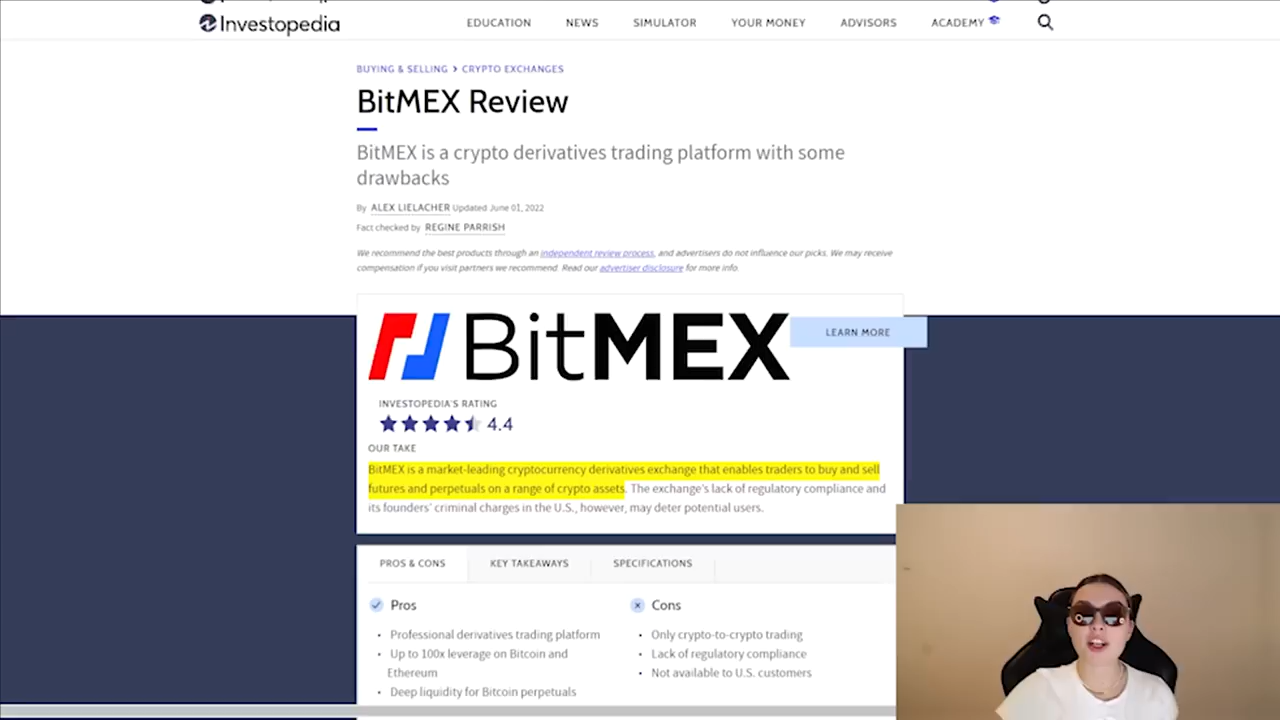 Investopedia
EDUCATION NEWS SIMULATOR YOUR MONEY ADVISORS ACADEMY
BUYING & SELLING > CRYPTO EXCHANGES
BitMEX Review
BitMEX is a crypto derivatives trading platform with some
drawbacks
By ALEX LIELACHER Updated June 01, 2022
Fact checked by REGINE PARRISH
We recommend the best products through an independent review process, and advertisers do not influence our picks. We may receive
compensation if you visit partners we recommend. Read our advertiser disclosure for more info.
BitMEX
LEARN MORE
INVESTOPEDIA'S RATING
4.4
OUR TAKE
BitMEX is a market-leading cryptocurrency derivatives exchange that enables traders to buy and sell
futures and perpetuals on a range of crypto assets. The exchange's lack of regulatory compliance and
its founders' criminal charges in the U.S., however, may deter potential users.
PROS & CONS KEY TAKEAWAYS SPECIFICATIONS
Pros
• Professional derivatives trading platform
• Up to 100x leverage on Bitcoin and
Ethereum
• Deep liquidity for Bitcoin perpetuals
Cons
• Only crypto-to-crypto trading
• Lack of regulatory compliance
• Not available to U.S. customers